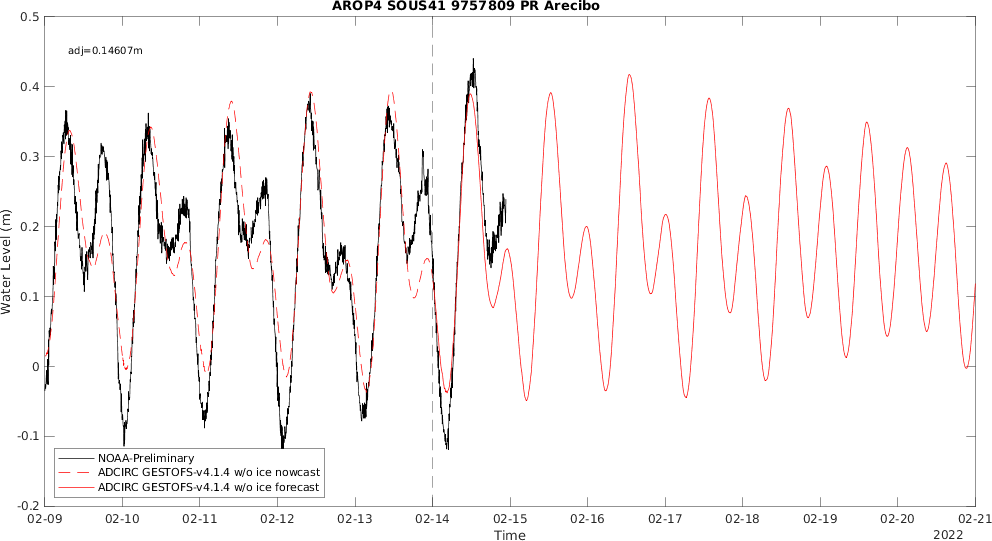 AROP4 SOUS41 9757809 PR Arecibo
adj=0.14607m
0.5
0.4
0.3
0.2
0.1
0
-0.1
-0.2
Water Level (m)
NOAA-Preliminary
ADCIRC GESTOFS-v4.1.4 w/o ice nowcast
ADCIRC GESTOFS-v4.1.4 w/o ice forecast
02-09 02-10 02-11 02-12 02-13 02-14 02-15 02-16 02-17 02-18 02-19 02-20 02-21
Time
2022